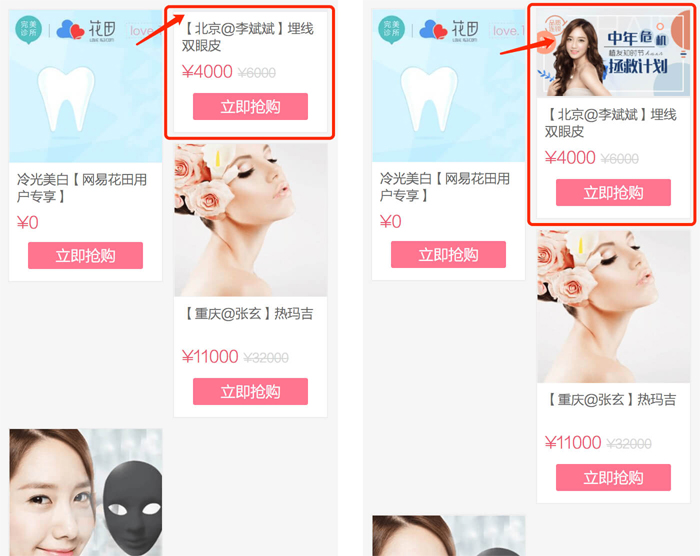 完美
诊所
花田
love.
冷光美白【网易花田用
户专享】
¥0
立即抢购
【北京@李斌斌】埋线
双眼皮
¥4000 ¥6000
立即抢购
【重庆@张玄】热玛吉
¥11000 ¥32000
立即抢购
完美
诊所
花田
love.1
冷光美白【网易花田用
户专享】
¥0
立即抢购
中年危机
植友知时节
拯救计划
【北京@李斌斌】埋线
双眼皮
¥4000 ¥6000
立即抢购
【重庆@张玄】热玛吉
¥11000 ¥32000
立即抢购